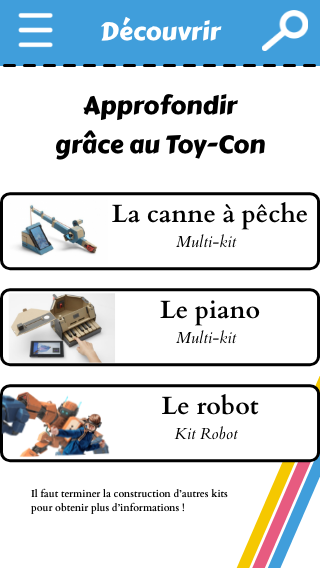 Découvrir
Approfondir
grâce au Toy-Con
La canne à pêche
Multi-kit
Le piano
Multi-kit
Le robot
Kit Robot
Il faut terminer la construction d'autres kits
pour obtenir plus d'informations !